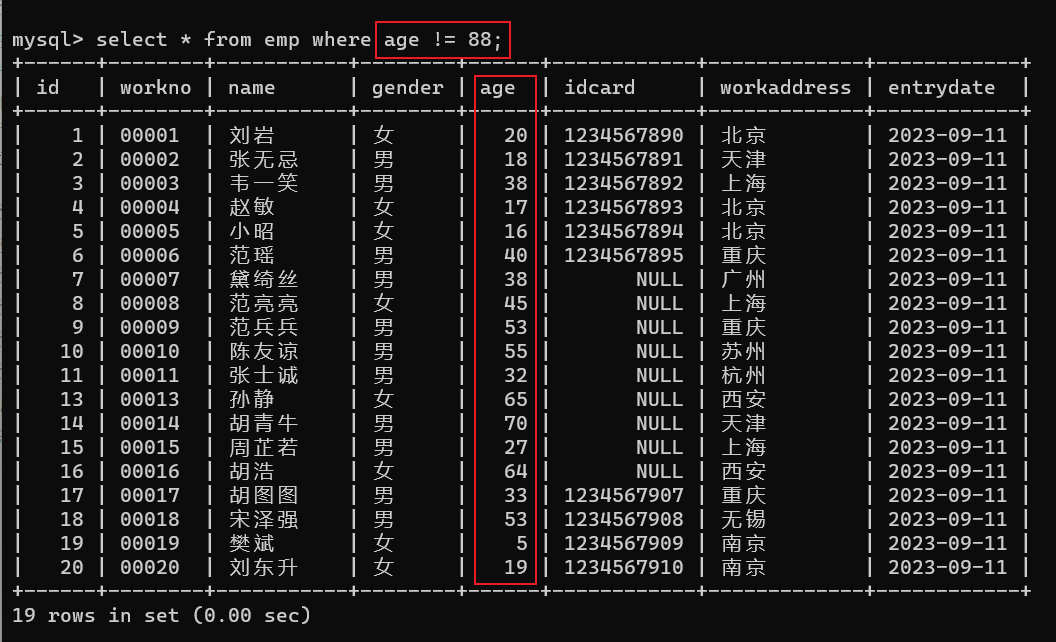 mysql> select * from emp where age != 88;
+------+--------+-----------+--------+------+------------+-------------+------------+
| id | workno | name | gender | age | idcard | workaddress | entrydate |
+------+--------+-----------+--------+------+------------+-------------+------------+
| 1 | 00001 | 刘岩 | 女 | 20 | 1234567890 | 北京 | 2023-09-11 |
| 2 | 00002 | 张无忌 | 男 | 18 | 1234567891 | 天津 | 2023-09-11 |
| 3 | 00003 | 韦一笑 | 男 | 38 | 1234567892 | 上海 | 2023-09-11 |
| 4 | 00004 | 赵敏 | 女 | 17 | 1234567893 | 北京 | 2023-09-11 |
| 5 | 00005 | 小昭 | 女 | 16 | 1234567894 | 北京 | 2023-09-11 |
| 6 | 00006 | 范瑶 | 男 | 40 | 1234567895 | 重庆 | 2023-09-11 |
| 7 | 00007 | 黛绮丝 | 男 | 38 | NULL | 广州 | 2023-09-11 |
| 8 | 00008 | 范亮亮 | 女 | 45 | NULL | 上海 | 2023-09-11 |
| 9 | 00009 | 范兵兵 | 男 | 53 | NULL | 重庆 | 2023-09-11 |
| 10 | 00010 | 陈友谅 | 男 | 55 | NULL | 苏州 | 2023-09-11 |
| 11 | 00011 | 张士诚 | 男 | 32 | NULL | 杭州 | 2023-09-11 |
| 13 | 00013 | 孙静 | 女 | 65 | NULL | 西安 | 2023-09-11 |
| 14 | 00014 | 胡青牛 | 男 | 70 | NULL | 天津 | 2023-09-11 |
| 15 | 00015 | 周芷若 | 男 | 27 | NULL | 上海 | 2023-09-11 |
| 16 | 00016 | 胡浩 | 女 | 64 | NULL | 西安 | 2023-09-11 |
| 17 | 00017 | 胡图图 | 男 | 33 | 1234567907 | 重庆 | 2023-09-11 |
| 18 | 00018 | 宋泽强 | 男 | 53 | 1234567908 | 无锡 | 2023-09-11 |
| 19 | 00019 | 樊斌 | 女 | 5 | 1234567909 | 南京 | 2023-09-11 |
| 20 | 00020 | 刘东升 | 女 | 19 | 1234567910 | 南京 | 2023-09-11 |
+------+--------+-----------+--------+------+------------+-------------+------------+
19 rows in set (0.00 sec)